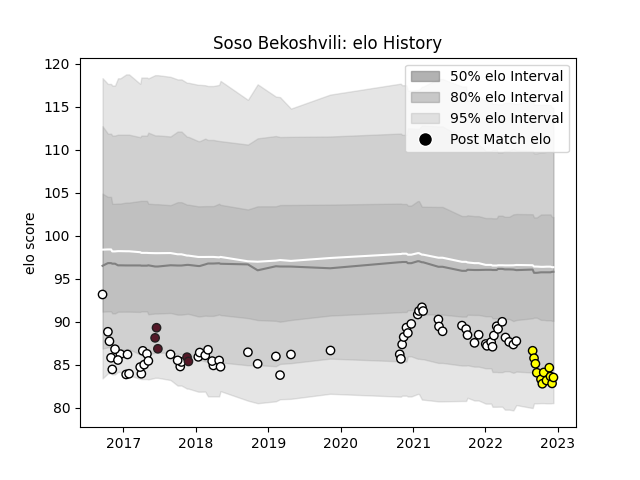 Soso Bekoshvili: elo History
120
115
110
105
100
95
90
85
80
elo score
50% elo Interval
80% elo Interval
95% elo Interval
Post Match elo
2017 2018 2019 2020 2021 2022 2023